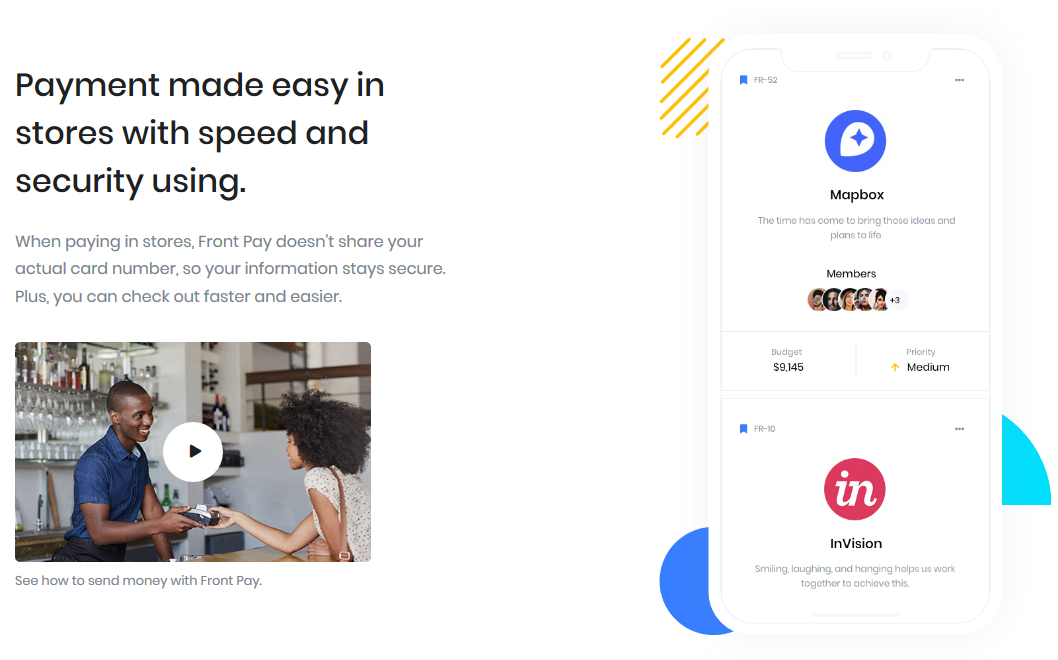 Payment made easy in
stores with speed and
security using.
When paying in stores, Front Pay doesn't share your
actual card number, so your information stays secure.
Plus, you can check out faster and easier.
See how to send money with Front Pay.
FR-52
Mapbox
The time has come to bring those ideas and
plans to life.
Members
+3
Budget
Priority
$9,145
Medium
FR-10
in
InVision
Smiling, laughing, and hanging helps us work
together to achieve this.